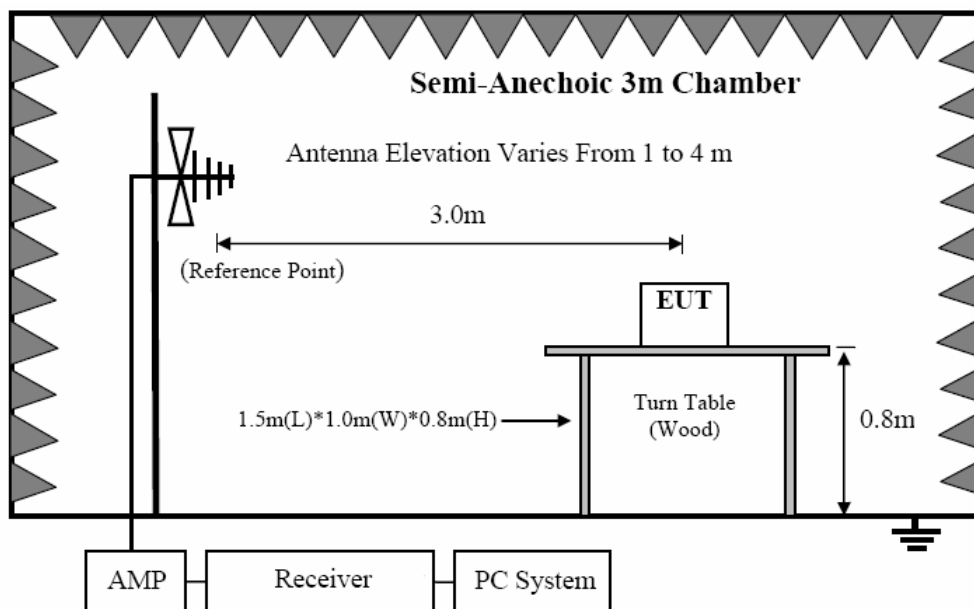 Semi-Anechoic 3m Chamber
Antenna Elevation Varies From 1 to 4 m
3.0m
(Reference Point)
EUT
1.5m(L)*1.0m(W)*0.8m(H)
Turn Table
(Wood)
0.8m
AMP
Receiver
PC System